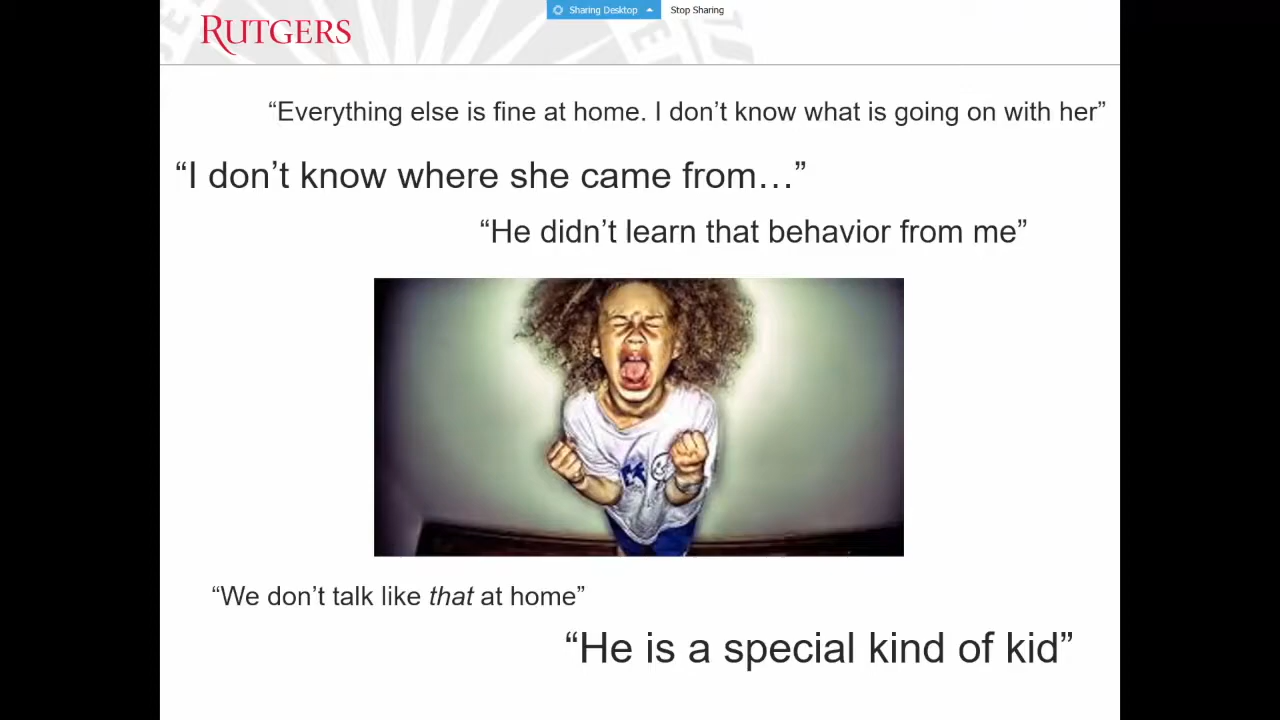 Sharing Desktop Stop Sharing
RUTGERS
“Everything else is fine at home. I don’t know what is going on with her”
“I don’t know where she came from…”
“He didn’t learn that behavior from me”
“We don’t talk like that at home”
“He is a special kind of kid”